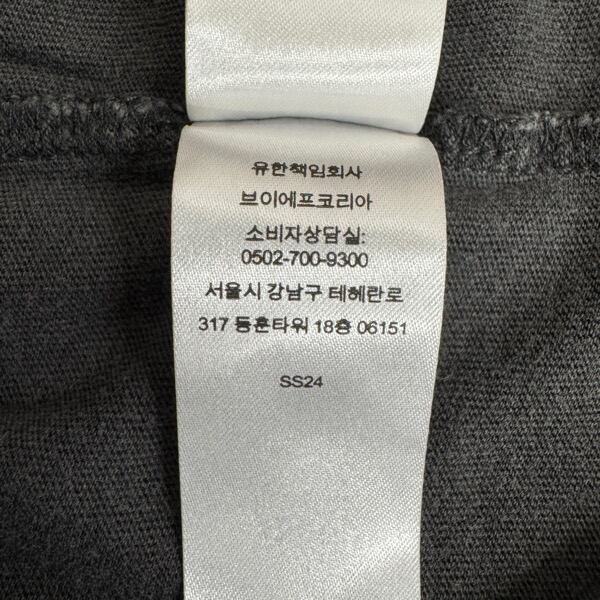 유한책임회사
브이에프코리아
소비자상담실:
0502-700-9300
서울시 강남구 테헤란로
317 동훈타워 18층 06151
SS24